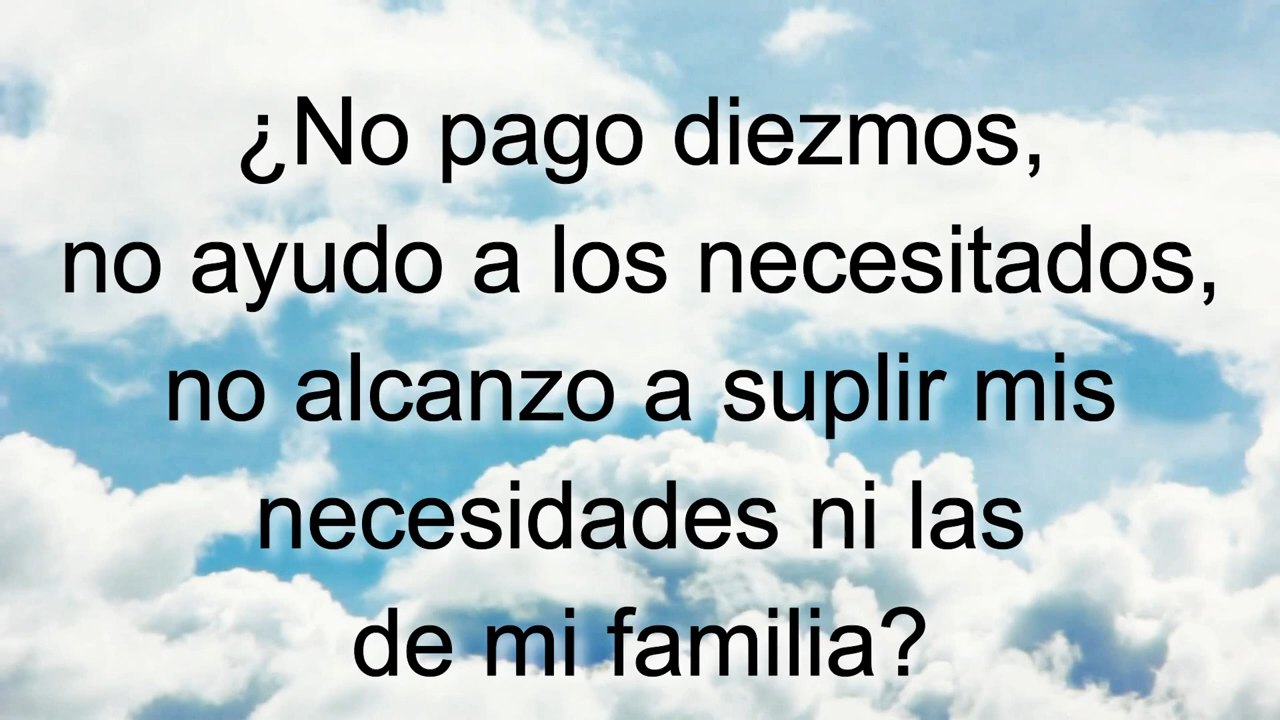 ¿No pago diezmos,
no ayudo a los necesitados,
no alcanzo a suplir mis
necesidades ni las
de mi familia?